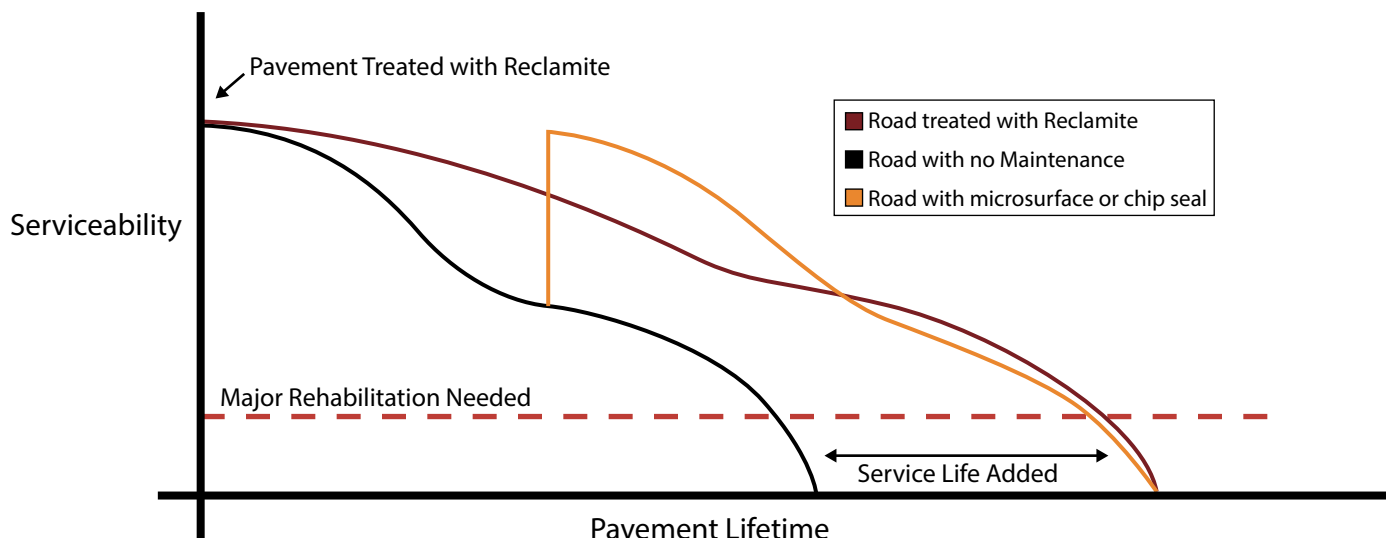 Pavement Treated with Reclamite
Road treated with Reclamite
Road with no Maintenance
Road with microsurface or chip seal
Serviceability
Major Rehabilitation Needed
Service Life Added
Pavement Lifetime